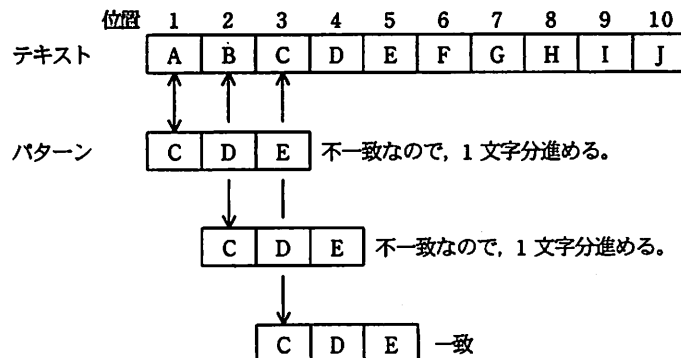 位置 1 2 3 4 5 6 7 8 9 10
テキスト A B C D E F G H I J
パターン C D E 不一致なので，1 文字分進める。
C D E 不一致なので，1 文字分進める。
C D E 一致